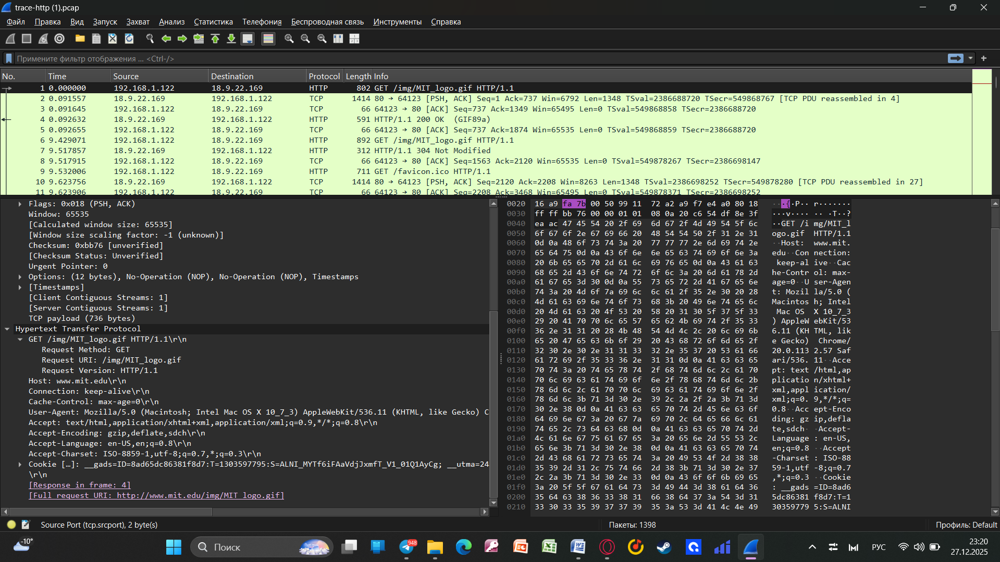 trace-http (1).pcap
Файл Правка Вид Запуск Захват Анализ Статистика Телефония Беспроводная связь Инструменты Справка
Примените фильтр отображения ... <Ctrl-/>
No. Time Source Destination Protocol Length Info
1 0.000000 192.168.1.122 18.9.22.169 HTTP 802 GET /img/MIT_logo.gif HTTP/1.1
2 0.091557 18.9.22.169 192.168.1.122 TCP 1414 80 → 64123 [PSH, ACK] Seq=1 Ack=737 Win=6792 Len=1348 TSval=2386688720 TSecr=549868767 [TCP PDU reassembled in 4]
3 0.091645 192.168.1.122 18.9.22.169 TCP 66 64123 → 80 [ACK] Seq=737 Ack=1349 Win=65495 Len=0 TSval=549868858 TSecr=2386688720
4 0.092632 18.9.22.169 192.168.1.122 HTTP 591 HTTP/1.1 200 OK (GIF89a)
5 0.092655 192.168.1.122 18.9.22.169 TCP 66 64123 → 80 [ACK] Seq=737 Ack=1874 Win=65535 Len=0 TSval=549868859 TSecr=2386688720
6 9.429071 192.168.1.122 18.9.22.169 HTTP 892 GET /img/MIT_logo.gif HTTP/1.1
7 9.517857 18.9.22.169 192.168.1.122 HTTP 312 HTTP/1.1 304 Not Modified
8 9.517915 192.168.1.122 18.9.22.169 TCP 66 64123 → 80 [ACK] Seq=1563 Ack=2120 Win=65535 Len=0 TSval=549878267 TSecr=2386698147
9 9.532006 192.168.1.122 18.9.22.169 HTTP 711 GET /favicon.ico HTTP/1.1
10 9.623756 18.9.22.169 192.168.1.122 TCP 1414 80 → 64123 [PSH, ACK] Seq=2120 Ack=2208 Win=8263 Len=1348 TSval=2386698252 TSecr=549878280 [TCP PDU reassembled in 27]
11 9.623906 192.168.1.122 18.9.22.169 TCP 66 64123 → 80 [ACK] Seq=2208 Ack=3468 Win=65495 Len=0 TSval=549878371 TSecr=2386698252
Flags: 0x018 (PSH, ACK)
Window: 65535
[Calculated window size: 65535]
[Window size scaling factor: -1 (unknown)]
Checksum: 0xbb76 [unverified]
[Checksum Status: Unverified]
Urgent Pointer: 0
Options: (12 bytes), No-Operation (NOP), No-Operation (NOP), Timestamps
[Timestamps]
[Client Contiguous Streams: 1]
[Server Contiguous Streams: 1]
TCP payload (736 bytes)
Hypertext Transfer Protocol
GET /img/MIT_logo.gif HTTP/1.1\r\n
Request Method: GET
Request URI: /img/MIT_logo.gif
Request Version: HTTP/1.1
Host: www.mit.edu\r\n
Connection: keep-alive\r\n
Cache-Control: max-age=0\r\n
User-Agent: Mozilla/5.0 (Macintosh; Intel Mac OS X 10_7_3) AppleWebKit/536.11 (KHTML, like Gecko) C
Accept: text/html,application/xhtml+xml,application/xml;q=0.9,*/*;q=0.8\r\n
Accept-Encoding: gzip,deflate,sdch\r\n
Accept-Language: en-US,en;q=0.8\r\n
Accept-Charset: ISO-8859-1,utf-8;q=0.7,*;q=0.3\r\n
Cookie […]: __gads=ID=8ad65dc86381f8d7:T=1303597795:S=ALNI_MYTf6iFAaVdjJxmfT_V1_01Q1AyCg; __utma=24
\r\n
[Response in frame: 4]
[Full request URI: http://www.mit.edu/img/MIT_logo.gif]
0020 16 a9 fa 7b 00 50 99 11 72 a2 a9 f7 e4 a0 80 18 ···{·P·· r·······
0030 ff ff bb 76 00 00 01 01 08 0a 20 c6 54 df 8e 3f ···v···· ·· ·T··?
0040 ea ac 47 45 54 20 2f 69 6d 67 2f 4d 49 54 5f 6c ··GET /i mg/MIT_l
0050 6f 67 6f 2e 67 69 66 20 48 54 54 50 2f 31 2e 31 ogo.gif HTTP/1.1
0060 0d 0a 48 6f 73 74 3a 20 77 77 77 2e 6d 69 74 2e ··Host: www.mit.
0070 65 64 75 0d 0a 43 6f 6e 6e 65 63 74 69 6f 6e 3a edu··Con nection:
0080 20 6b 65 65 70 2d 61 6c 69 76 65 0d 0a 43 61 63 keep-al ive··Cac
0090 68 65 2d 43 6f 6e 74 72 6f 6c 3a 20 6d 61 78 2d he-Contr ol: max-
00a0 61 67 65 3d 30 0d 0a 55 73 65 72 2d 41 67 65 6e age=0··U ser-Agen
00b0 74 3a 20 4d 6f 7a 69 6c 6c 61 2f 35 2e 30 20 28 t: Mozil la/5.0 (
00c0 4d 61 63 69 6e 74 6f 73 68 3b 20 49 6e 74 65 6c Macintos h; Intel
00d0 20 4d 61 63 20 4f 53 20 58 20 31 30 5f 37 5f 33 Mac OS X 10_7_3
00e0 29 20 41 70 70 6c 65 57 65 62 4b 69 74 2f 35 33 ) AppleW ebKit/53
00f0 36 2e 31 31 20 28 4b 48 54 4d 4c 2c 20 6c 69 6b 6.11 (KH TML, lik
0100 65 20 47 65 63 6b 6f 29 20 43 68 72 6f 6d 65 2f e Gecko) Chrome/
0110 32 30 2e 30 2e 31 31 33 32 2e 35 37 20 53 61 66 20.0.113 2.57 Saf
0120 61 72 69 2f 35 33 36 2e 31 31 0d 0a 41 63 63 65 ari/536. 11··Acce
0130 70 74 3a 20 74 65 78 74 2f 68 74 6d 6c 2c 61 70 pt: text /html,ap
0140 70 6c 69 63 61 74 69 6f 6e 2f 78 68 74 6d 6c 2b plicatio n/xhtml+
0150 78 6d 6c 2c 61 70 70 6c 69 63 61 74 69 6f 6e 2f xml,appl ication/
0160 78 6d 6c 3b 71 3d 30 2e 39 2c 2a 2f 2a 3b 71 3d xml;q=0. 9,*/*;q=
0170 30 2e 38 0d 0a 41 63 63 65 70 74 2d 45 6e 63 6f 0.8··Acc ept-Enco
0180 64 69 6e 67 3a 20 67 7a 69 70 2c 64 65 66 6c 61 ding: gz ip,defla
0190 74 65 2c 73 64 63 68 0d 0a 41 63 63 65 70 74 2d te,sdch· ·Accept-
01a0 4c 61 6e 67 75 61 67 65 3a 20 65 6e 2d 55 53 2c Language : en-US,
01b0 65 6e 3b 71 3d 30 2e 38 0d 0a 41 63 63 65 70 74 en;q=0.8 ··Accept
01c0 2d 43 68 61 72 73 65 74 3a 20 49 53 4f 2d 38 38 -Charset : ISO-88
01d0 35 39 2d 31 2c 75 74 66 2d 38 3b 71 3d 30 2e 37 59-1,utf -8;q=0.7
01e0 2c 2a 3b 71 3d 30 2e 33 0d 0a 43 6f 6f 6b 69 65 ,*;q=0.3 ··Cookie
01f0 3a 20 5f 5f 67 61 64 73 3d 49 44 3d 38 61 64 36 : __gads =ID=8ad6
0200 35 64 63 38 36 33 38 31 66 38 64 37 3a 54 3d 31 5dc86381 f8d7:T=1
0210 33 30 33 35 39 37 37 39 35 3a 53 3d 41 4c 4e 49 30359779 5:S=ALNI
Source Port (tcp.srcport), 2 byte(s)
Пакеты: 1398
Профиль: Default
-10°
Поиск
948
РУС
23:20
27.12.2025